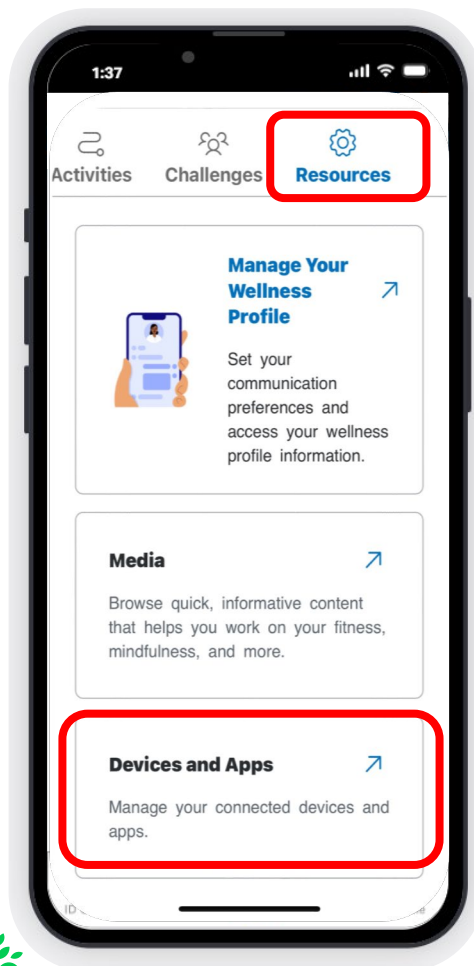 1:37
Activities Challenges Resources
Manage Your
Wellness
Profile
Set your
communication
preferences and
access your wellness
profile information.
Media
Browse quick, informative content
that helps you work on your fitness,
mindfulness, and more.
Devices and Apps
Manage your connected devices and
apps.
ID